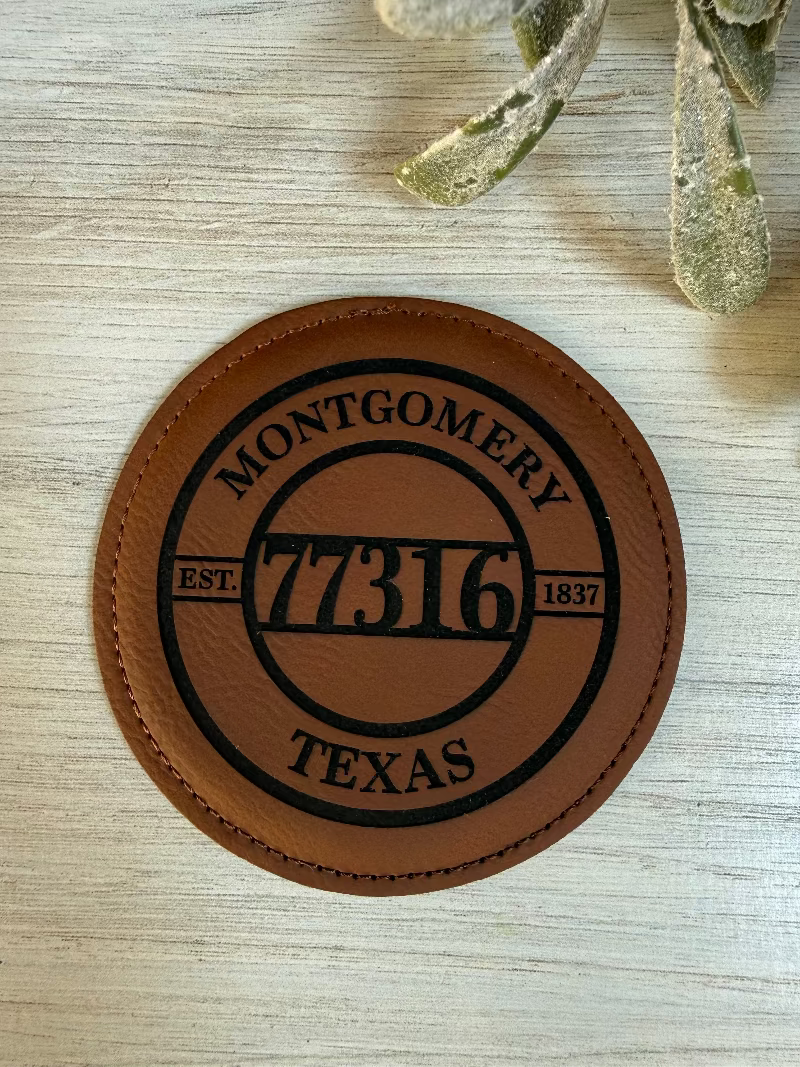 MONTGOMERY
EST.
77316
1837
TEXAS